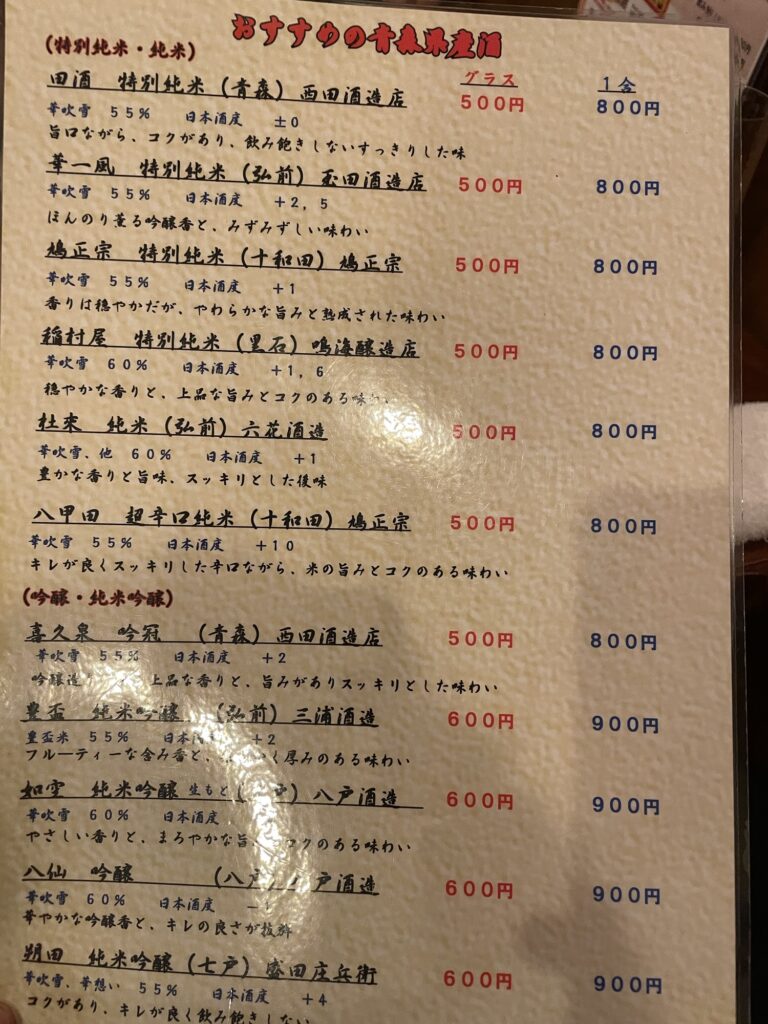 おすすめの青森県産酒
(特別純米・純米)
グラス 1合
田酒 特別純米(青森)西田酒造店 500円 800円
華吹雪 55% 日本酒度 ±0
旨口ながら、コクがあり、飲み飽きしないすっきりした味
華一風 特別純米(弘前)玉田酒造店 500円 800円
華吹雪 55% 日本酒度 +2,5
ほんのり薫る吟醸香と、みずみずしい味わい
鳩正宗 特別純米(十和田)鳩正宗 500円 800円
華吹雪 55% 日本酒度 +1
香りは穏やかだが、やわらかな旨みと熟成された味わい
稲村屋 特別純米(黒石)鳴海醸造店 500円 800円
華吹雪 60% 日本酒度 +1,6
穏やかな香りと、上品な旨みとコクのある味わい
杜來 純米(弘前)六花酒造 500円 800円
華吹雪、他 60% 日本酒度 +1
豊かな香りと旨味、スッキリとした後味
八甲田 超辛口純米(十和田)鳩正宗 500円 800円
華吹雪 55% 日本酒度 +10
キレが良くスッキリした辛口ながら、米の旨みとコクのある味わい
(吟醸・純米吟醸)
喜久泉 吟冠 (青森)西田酒造店 500円 800円
華吹雪 55% 日本酒度 +2
吟醸造 上品な香りと、旨みがありスッキリとした味わい
豊盃 純米吟醸 (弘前)三浦酒造 600円 900円
豊盃米 55% 日本酒度 +2
フルーティーな含み香と、 厚みのある味わい
如空 純米吟醸 生もと 八戸酒造 600円 900円
華吹雪 60% 日本酒度
やさしい香りと、まろやかな旨 コクのある味わい
八仙 吟醸 (八戸)八戸酒造 600円 900円
華吹雪 60% 日本酒度
華やかな吟醸香と、キレの良さが抜群
朔田 純米吟醸(七戸)盛田庄兵衛 600円 900円
華吹雪、華想い 55% 日本酒度 +4
コクがあり、キレが良く飲み飽きしない